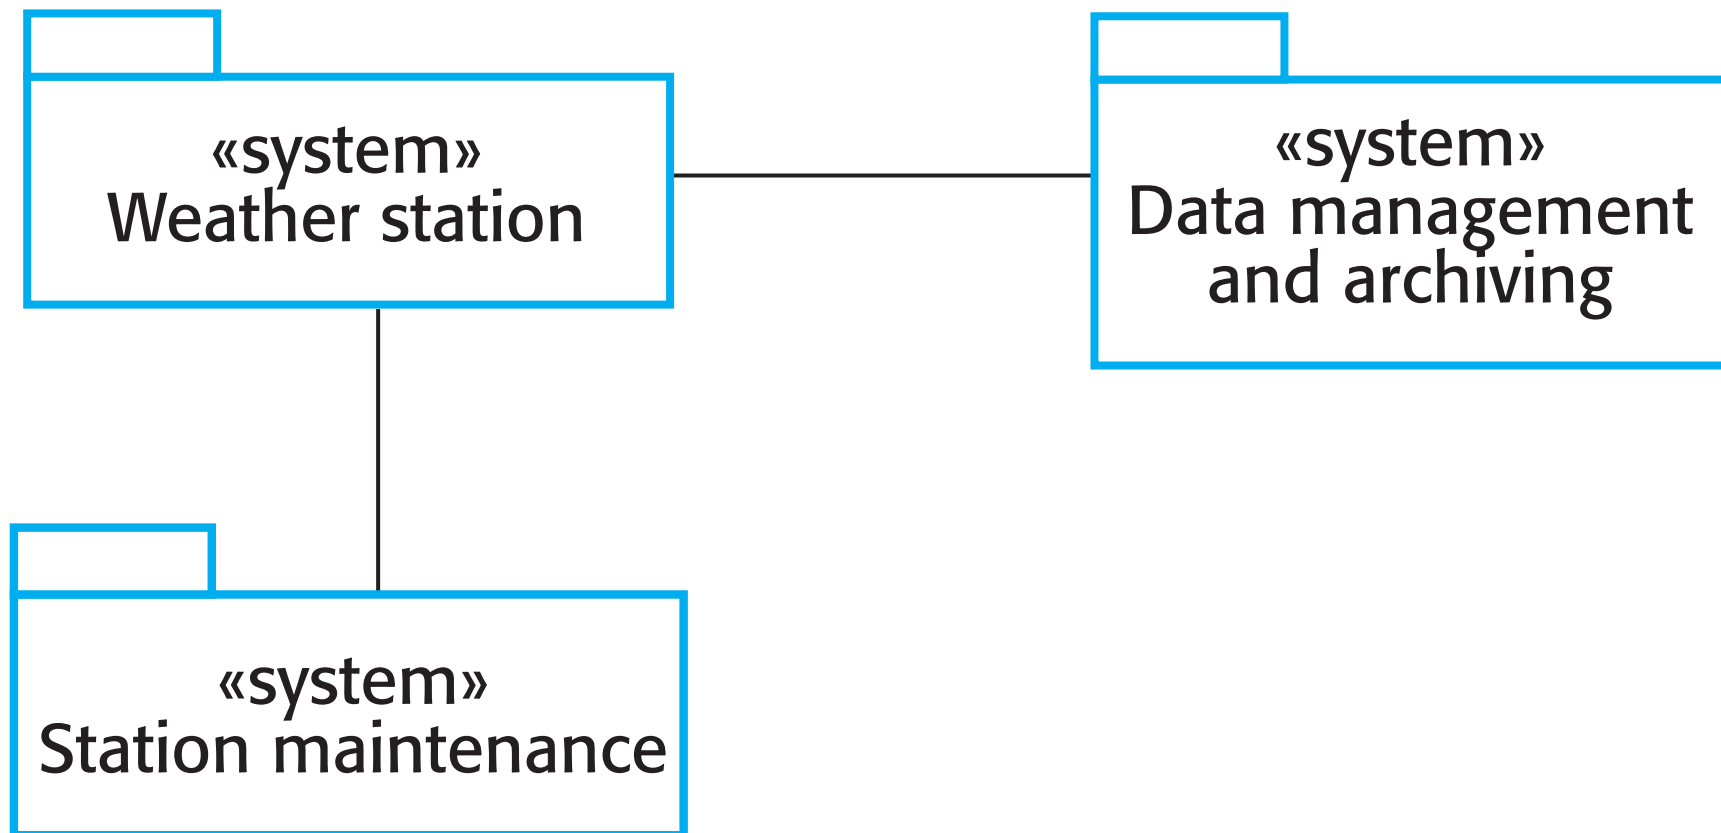 «system»
Weather station
«system»
Data management
and archiving
«system»
Station maintenance